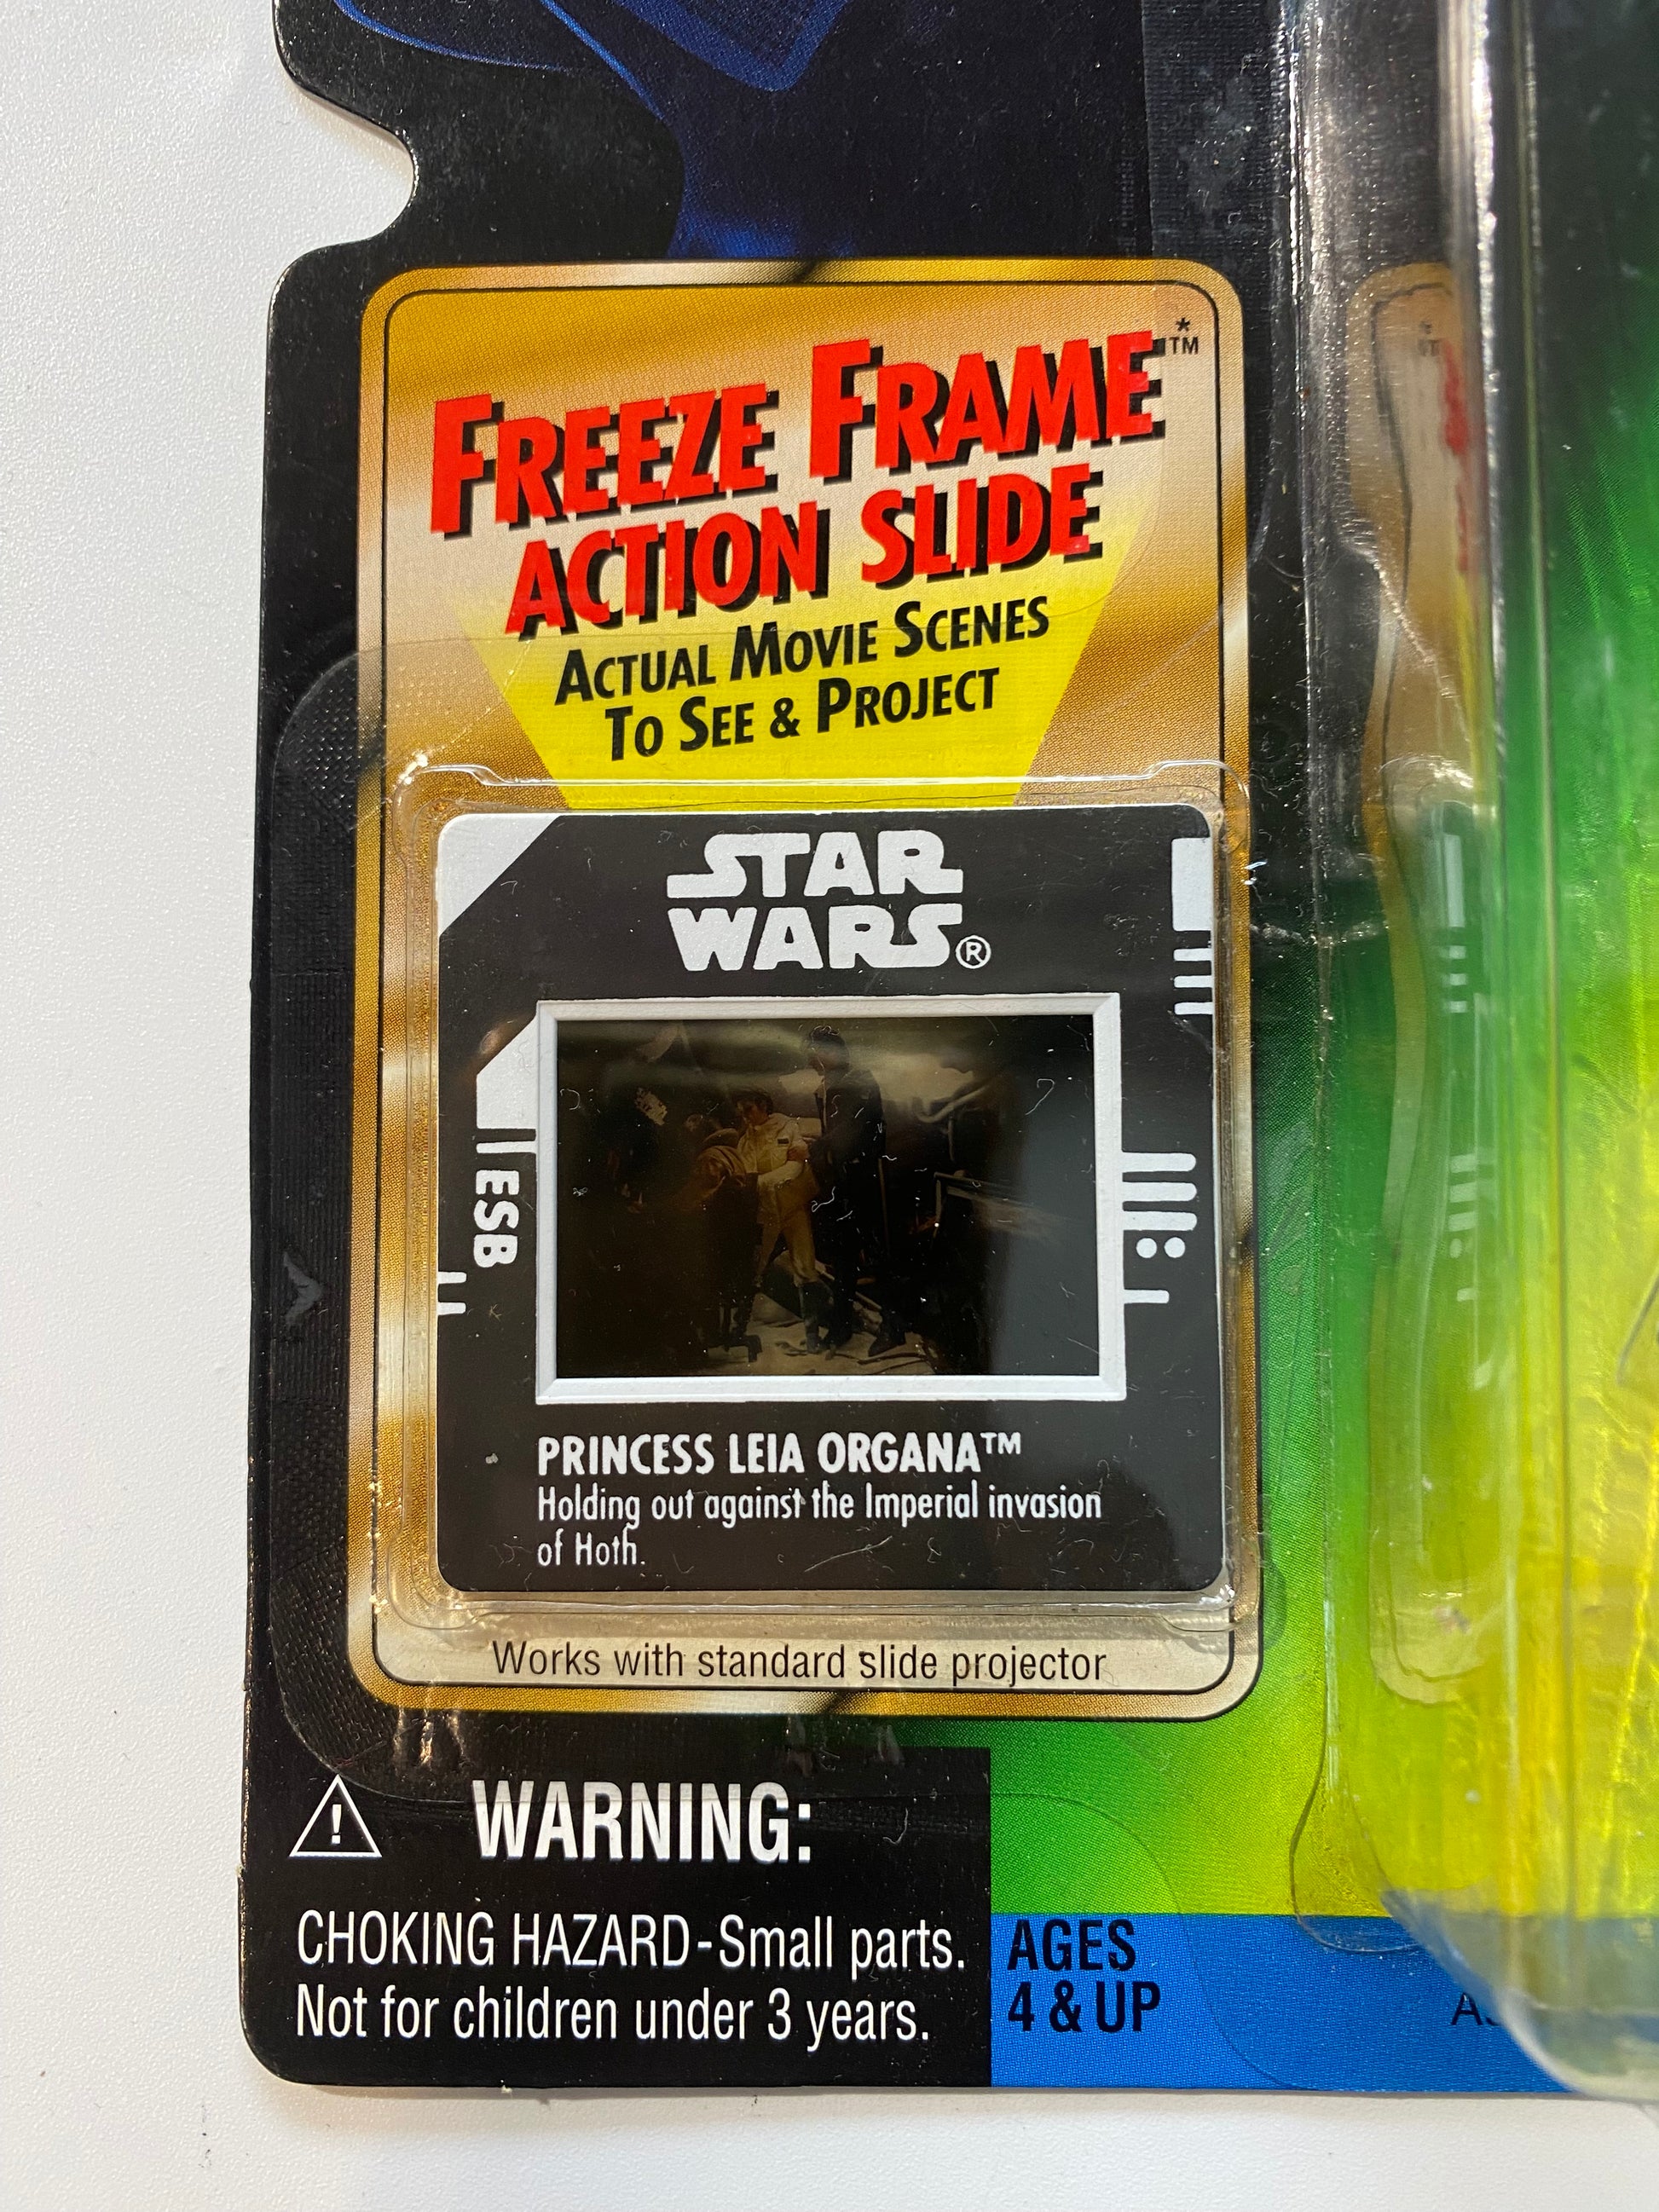 FREEZE FRAME™*
ACTION SLIDE
ACTUAL MOVIE SCENES
TO SEE & PROJECT
STAR
WARS®
ESB
PRINCESS LEIA ORGANA™
Holding out against the Imperial invasion
of Hoth.
Works with standard slide projector
WARNING:
CHOKING HAZARD-Small parts.
Not for children under 3 years.
AGES
4 & UP